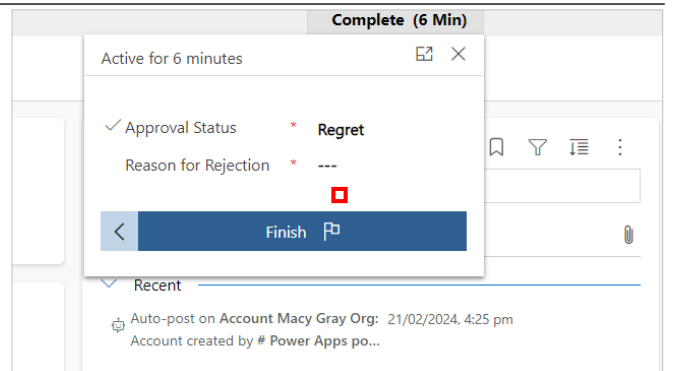 Complete (6 Min)
Active for 6 minutes
Approval Status * Regret
Reason for Rejection * ---
Finish
Recent
Auto-post on Account Macy Gray Org: 21/02/2024, 4:25 pm
Account created by # Power Apps po...